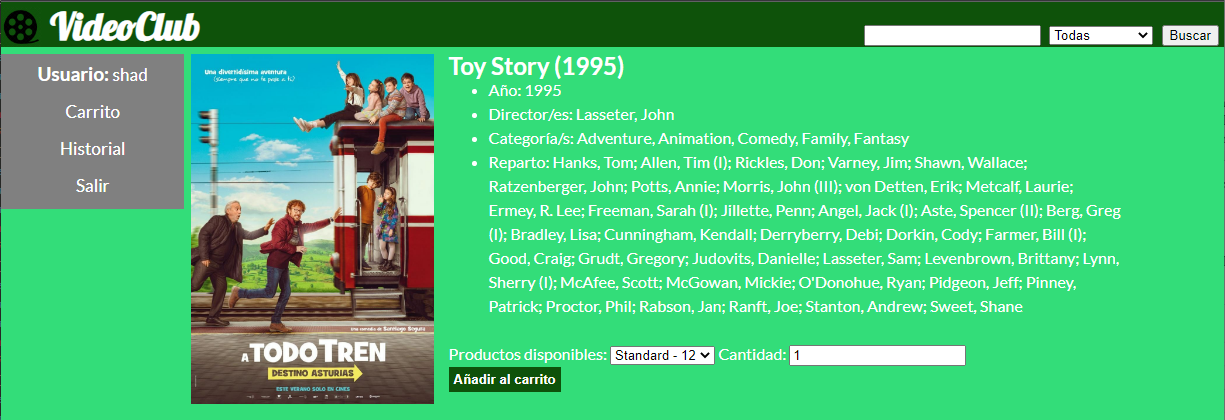 VideoClub
Todas
Buscar
Usuario: shad
Carrito
Historial
Salir
Una divertidísima aventura
(siempre que no te pase a ti)
Una comedia de Santiago Segura
A TODO TREN
DESTINO ASTURIAS
ESTE VERANO SOLO EN CINES
Toy Story (1995)
Año: 1995
Director/es: Lasseter, John
Categoría/s: Adventure, Animation, Comedy, Family, Fantasy
Reparto: Hanks, Tom; Allen, Tim (I); Rickles, Don; Varney, Jim; Shawn, Wallace;
Ratzenberger, John; Potts, Annie; Morris, John (III); von Detten, Erik; Metcalf, Laurie;
Ermey, R. Lee; Freeman, Sarah (I); Jillette, Penn; Angel, Jack (I); Aste, Spencer (II); Berg, Greg
(I); Bradley, Lisa; Cunningham, Kendall; Derryberry, Debi; Dorkin, Cody; Farmer, Bill (I);
Good, Craig; Grudt, Gregory; Judovits, Danielle; Lasseter, Sam; Levenbrown, Brittany; Lynn,
Sherry (I); McAfee, Scott; McGowan, Mickie; O'Donohue, Ryan; Pidgeon, Jeff; Pinney,
Patrick; Proctor, Phil; Rabson, Jan; Ranft, Joe; Stanton, Andrew; Sweet, Shane
Productos disponibles: Standard - 12 Cantidad: 1
Añadir al carrito